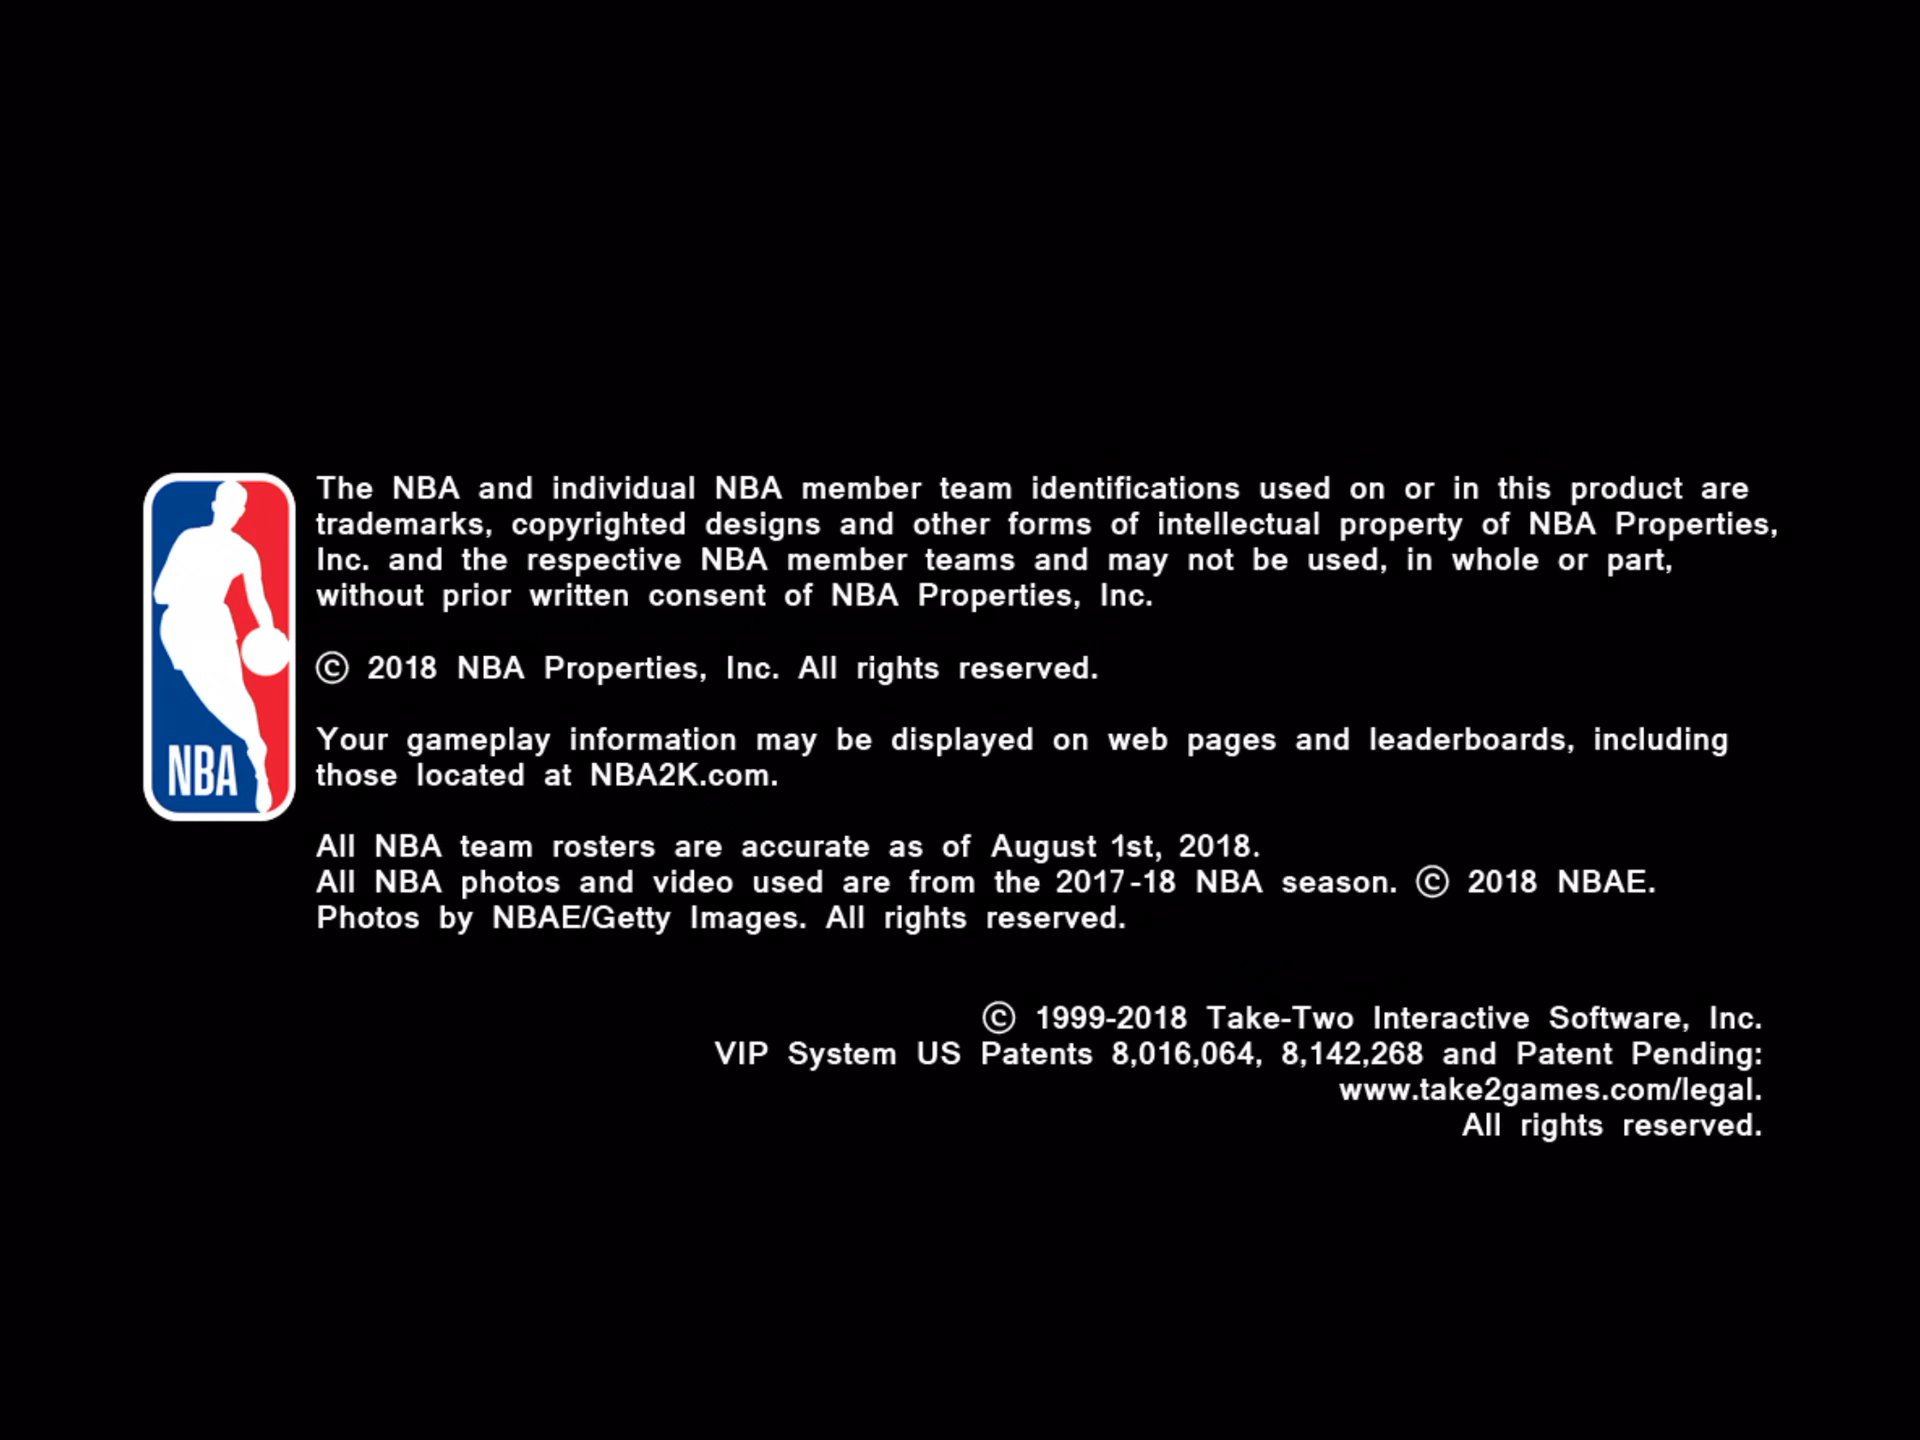 NBA
The NBA and individual NBA member team identifications used on or in this product are
trademarks, copyrighted designs and other forms of intellectual property of NBA Properties,
Inc. and the respective NBA member teams and may not be used, in whole or part,
without prior written consent of NBA Properties, Inc.
© 2018 NBA Properties, Inc. All rights reserved.
Your gameplay information may be displayed on web pages and leaderboards, including
those located at NBA2K.com.
All NBA team rosters are accurate as of August 1st, 2018.
All NBA photos and video used are from the 2017-18 NBA season. © 2018 NBAE.
Photos by NBAE/Getty Images. All rights reserved.
© 1999-2018 Take-Two Interactive Software, Inc.
VIP System US Patents 8,016,064, 8,142,268 and Patent Pending:
www.take2games.com/legal.
All rights reserved.